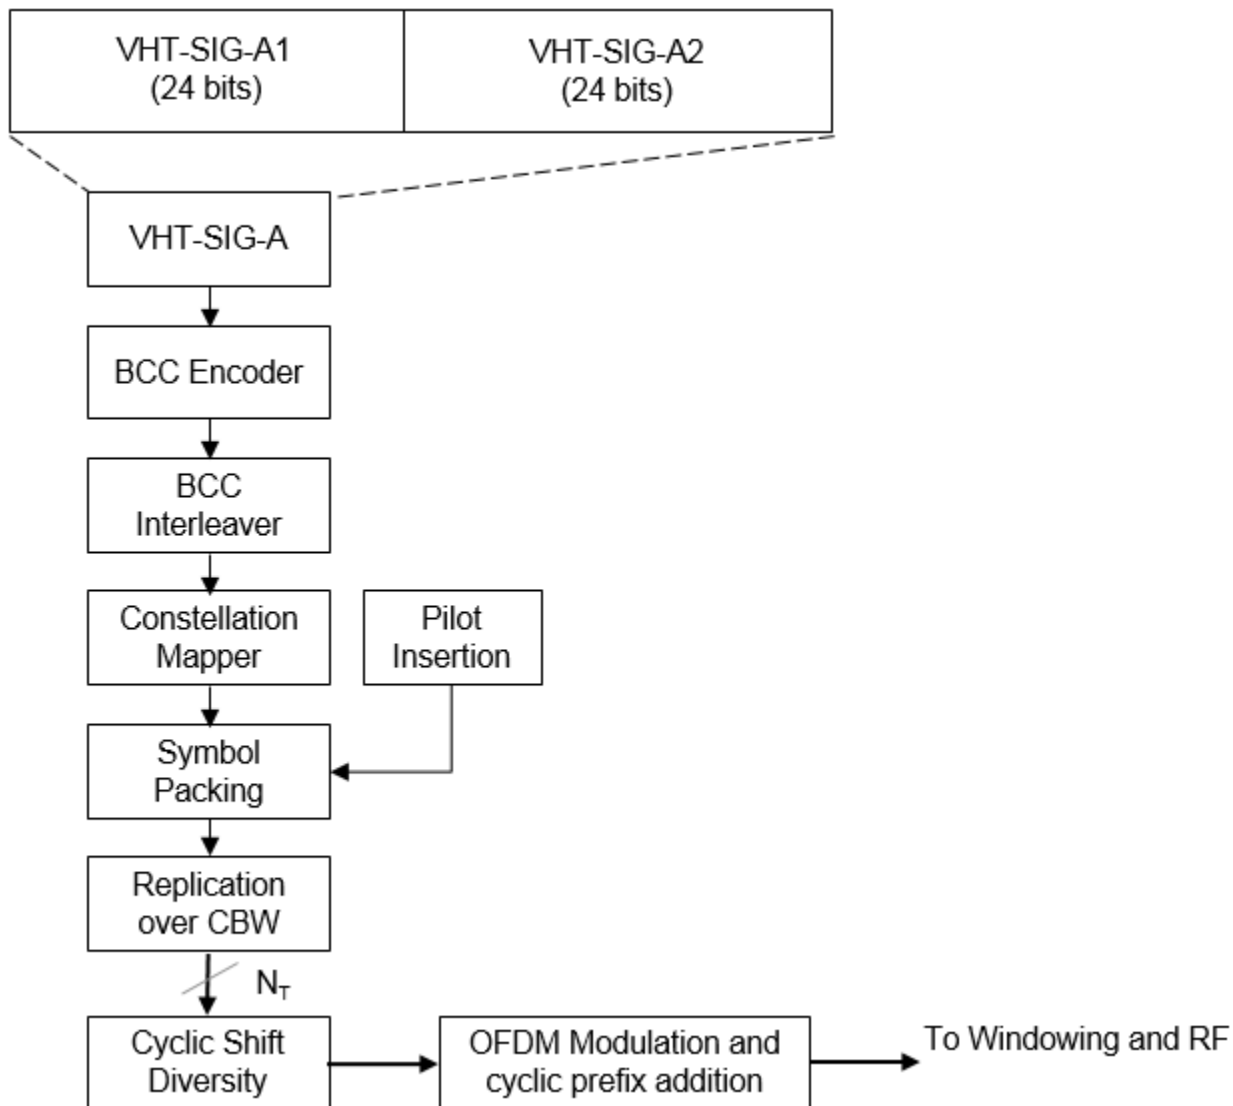 VHT-SIG-A1
(24 bits)
VHT-SIG-A2
(24 bits)
VHT-SIG-A
BCC Encoder
BCC
Interleaver
Constellation
Mapper
Pilot
Insertion
Symbol
Packing
Replication
over CBW
N_T
Cyclic Shift
Diversity
OFDM Modulation and
cyclic prefix addition
To Windowing and RF